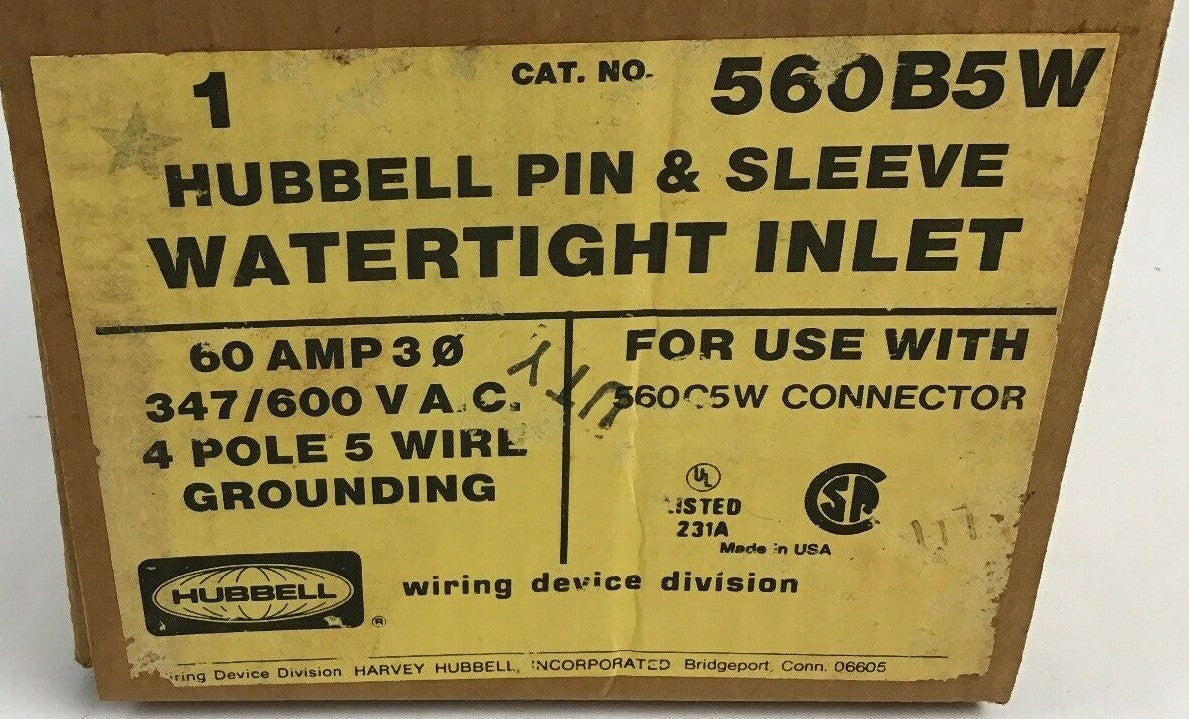 1
CAT. NO. 560B5W
HUBBELL PIN & SLEEVE
WATERTIGHT INLET
60 AMP 3 Ø
347/600 V A.C.
4 POLE 5 WIRE
GROUNDING
FOR USE WITH
560C5W CONNECTOR
UL
LISTED
231A
SA
Made in USA
HUBBELL ®
wiring device division
Wiring Device Division HARVEY HUBBELL, INCORPORATED Bridgeport, Conn. 06605